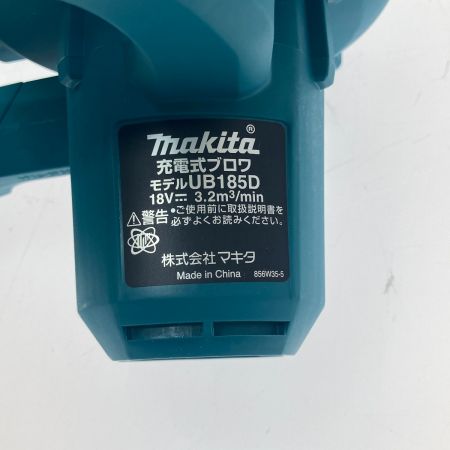 makita®
充電式ブロワ
モデルUB185D
18V⎓ 3.2m³/min
⚠警告 •ご使用前に取扱説明書を
必ずよくお読みください。
株式会社マキタ
Made in China 856W35-5